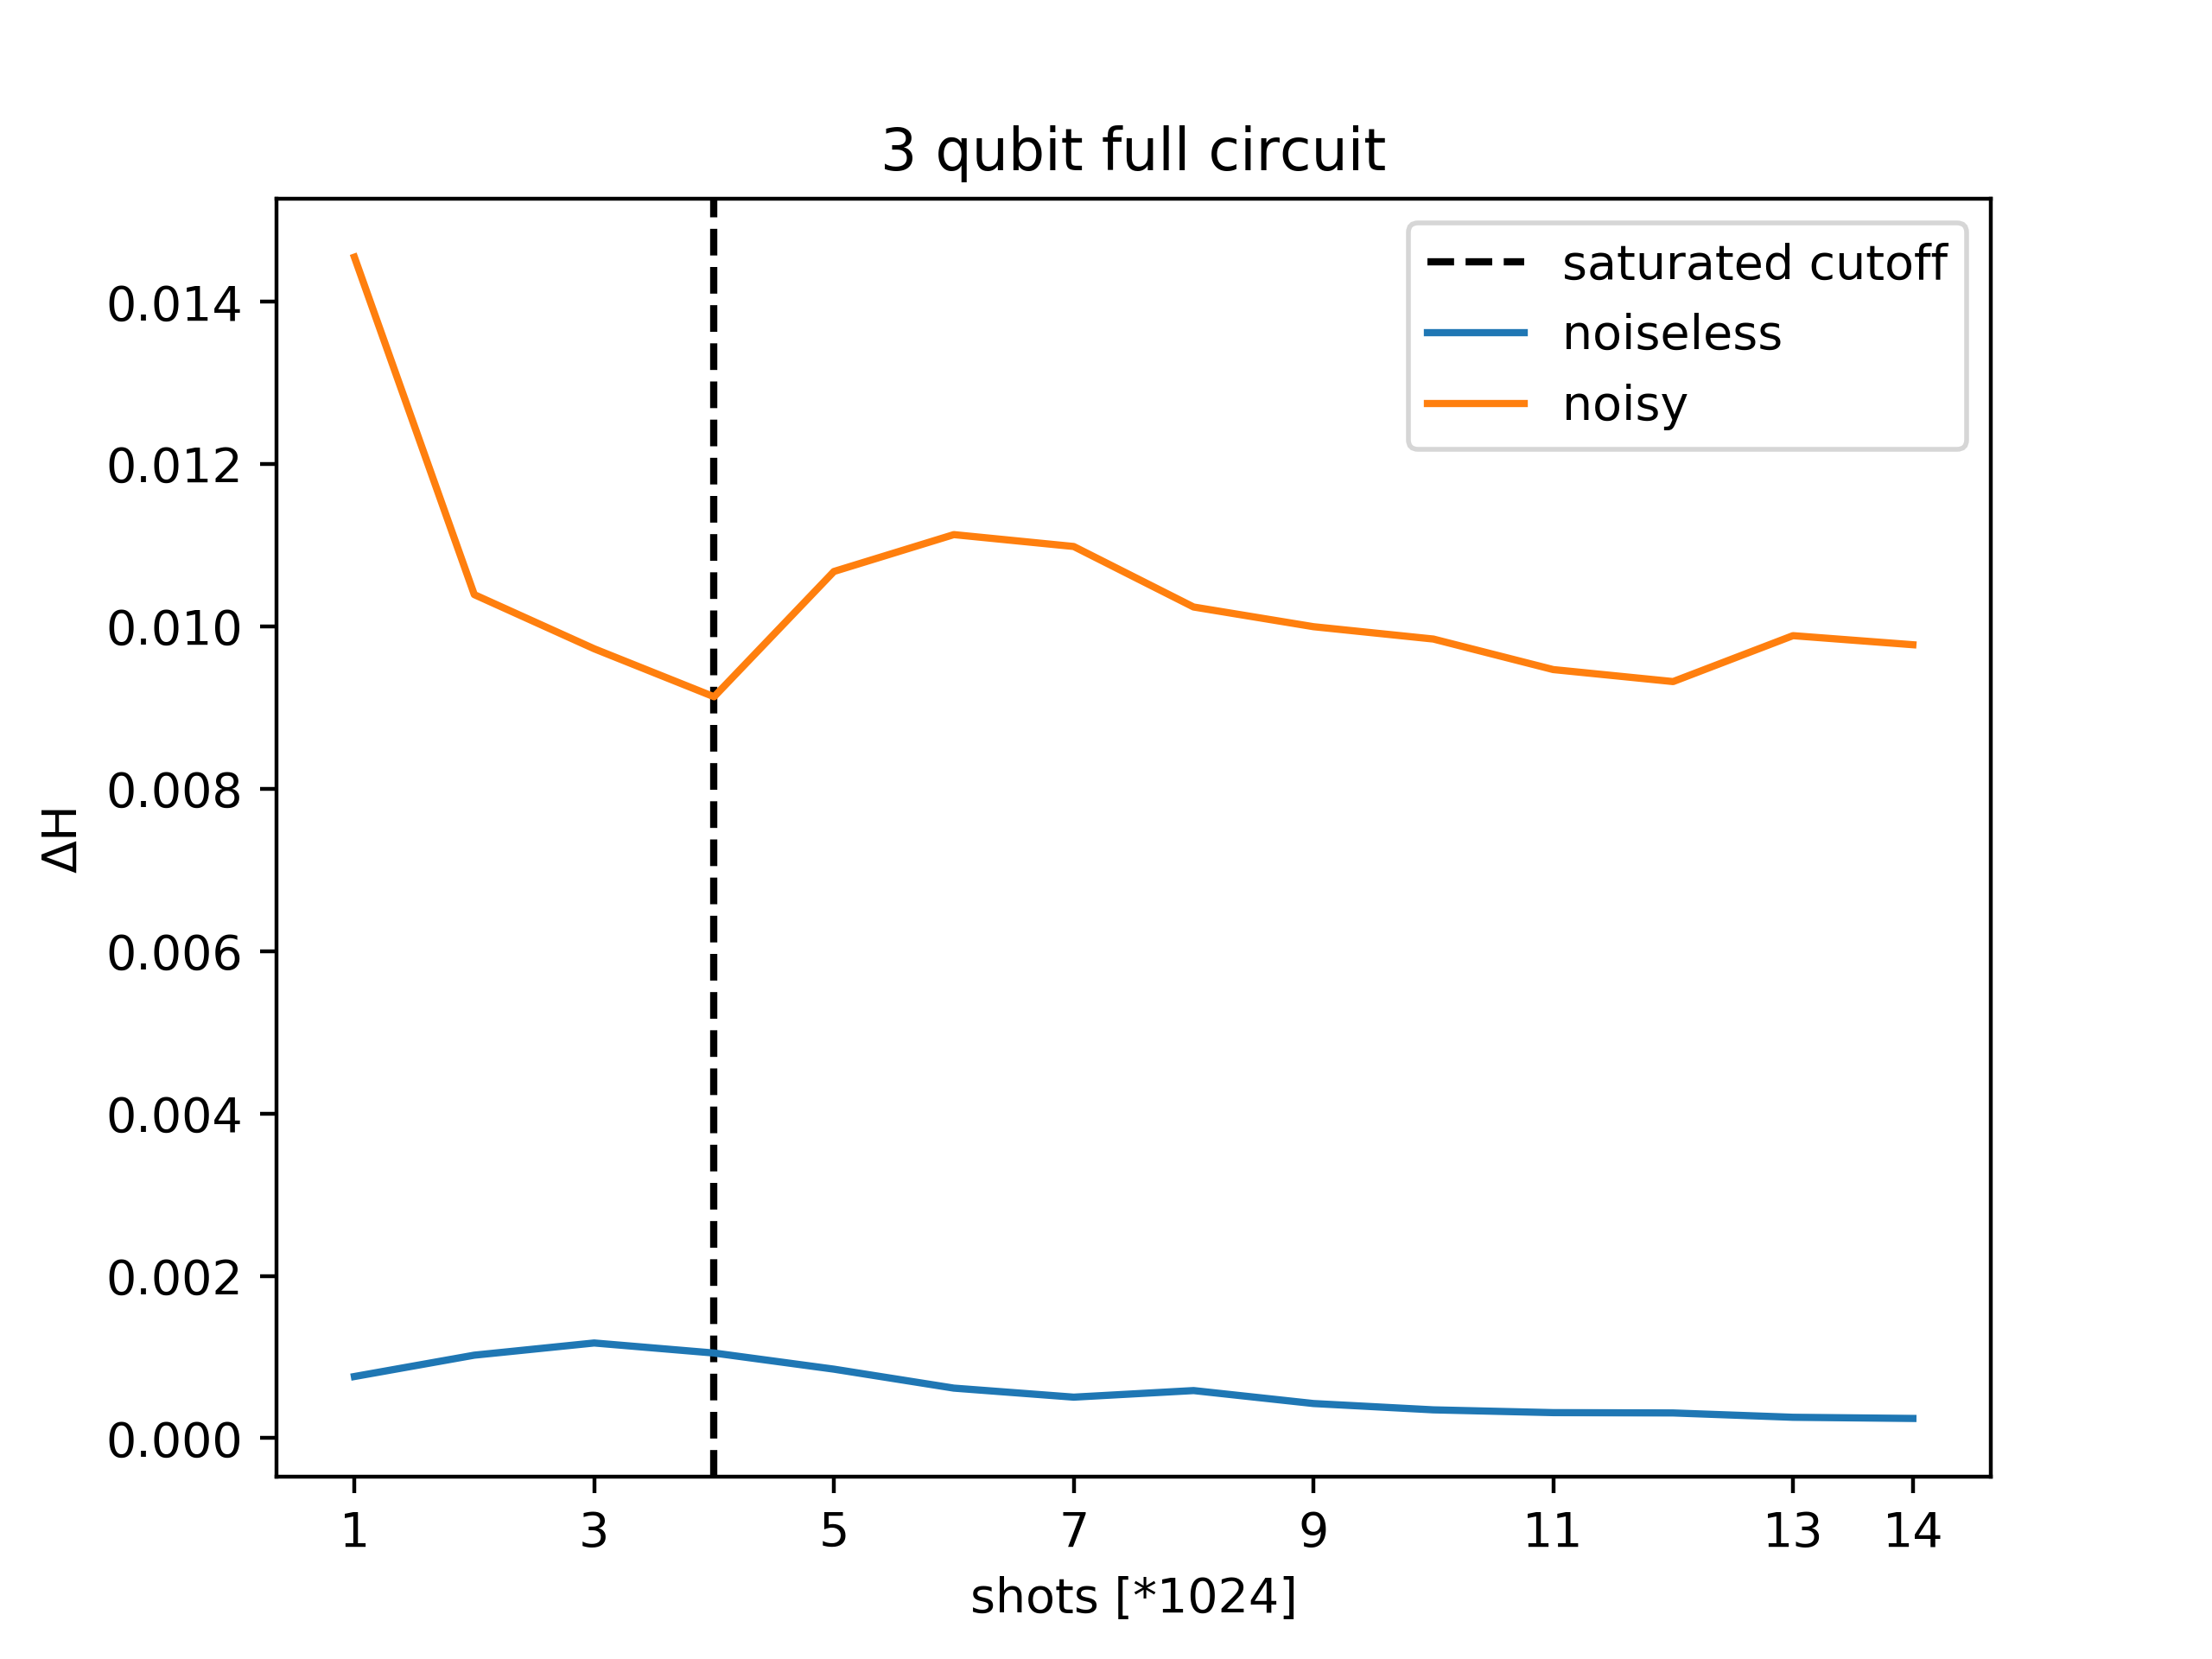 3 qubit full circuit
saturated cutoff
noiseless
noisy
0.014
0.012
0.010
0.008
0.006
0.004
0.002
0.000
ΔH
1 3 5 7 9 11 13 14
shots [*1024]